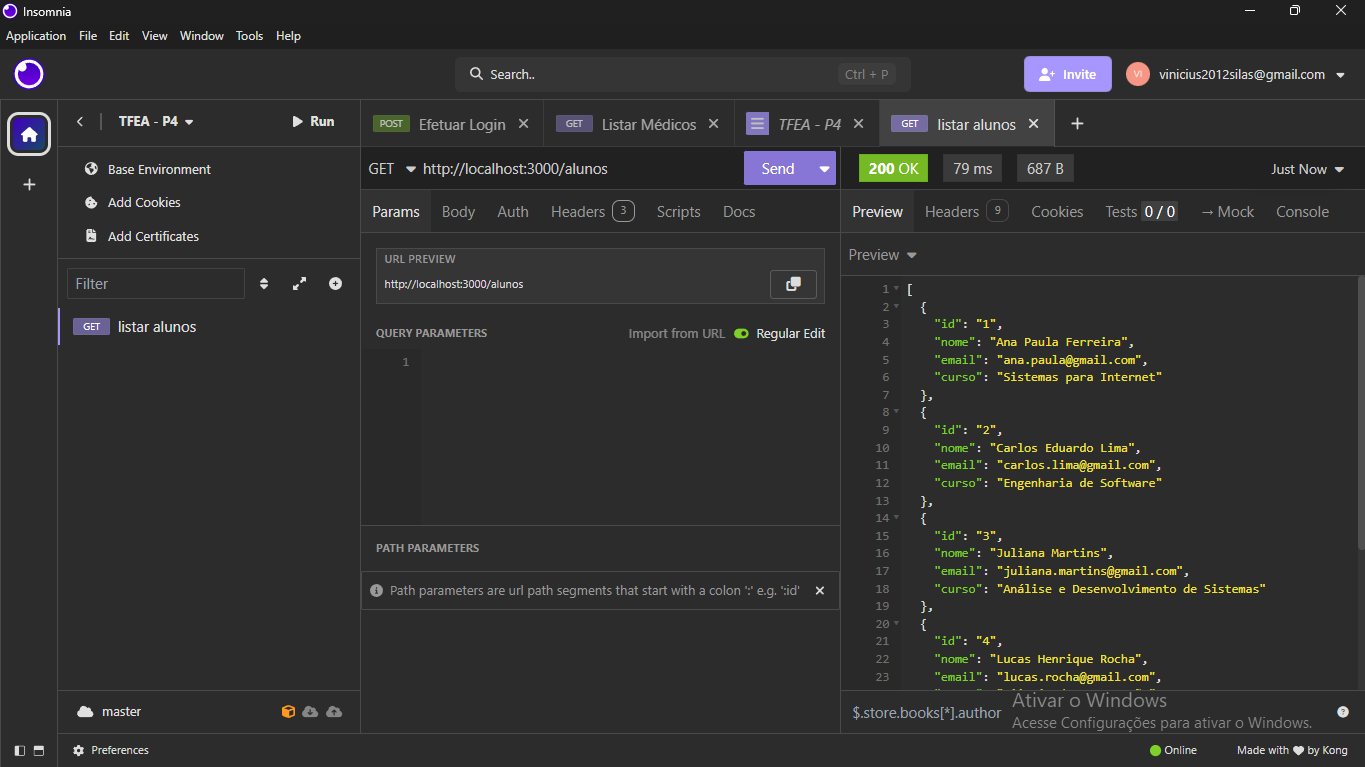 Insomnia
Application File Edit View Window Tools Help
Search.. Ctrl + P
Invite
VI vinicius2012silas@gmail.com
TFEA - P4 Run
POST Efetuar Login
GET Listar Médicos
TFEA - P4
GET listar alunos
Base Environment
Add Cookies
Add Certificates
Filter
GET listar alunos
GET http://localhost:3000/alunos Send
Params Body Auth Headers 3 Scripts Docs
URL PREVIEW
http://localhost:3000/alunos
QUERY PARAMETERS Import from URL Regular Edit
1
PATH PARAMETERS
Path parameters are url path segments that start with a colon ':' e.g. ':id'
200 OK 79 ms 687 B Just Now
Preview Headers 9 Cookies Tests 0 / 0 → Mock Console
Preview
1 [
2 {
3 "id": "1",
4 "nome": "Ana Paula Ferreira",
5 "email": "ana.paula@gmail.com",
6 "curso": "Sistemas para Internet"
7 },
8 {
9 "id": "2",
10 "nome": "Carlos Eduardo Lima",
11 "email": "carlos.lima@gmail.com",
12 "curso": "Engenharia de Software"
13 },
14 {
15 "id": "3",
16 "nome": "Juliana Martins",
17 "email": "juliana.martins@gmail.com",
18 "curso": "Análise e Desenvolvimento de Sistemas"
19 },
20 {
21 "id": "4",
22 "nome": "Lucas Henrique Rocha",
23 "email": "lucas.rocha@gmail.com",
$.store.books[*].author
Ativar o Windows
Acesse Configurações para ativar o Windows.
master
Preferences
Online Made with by Kong